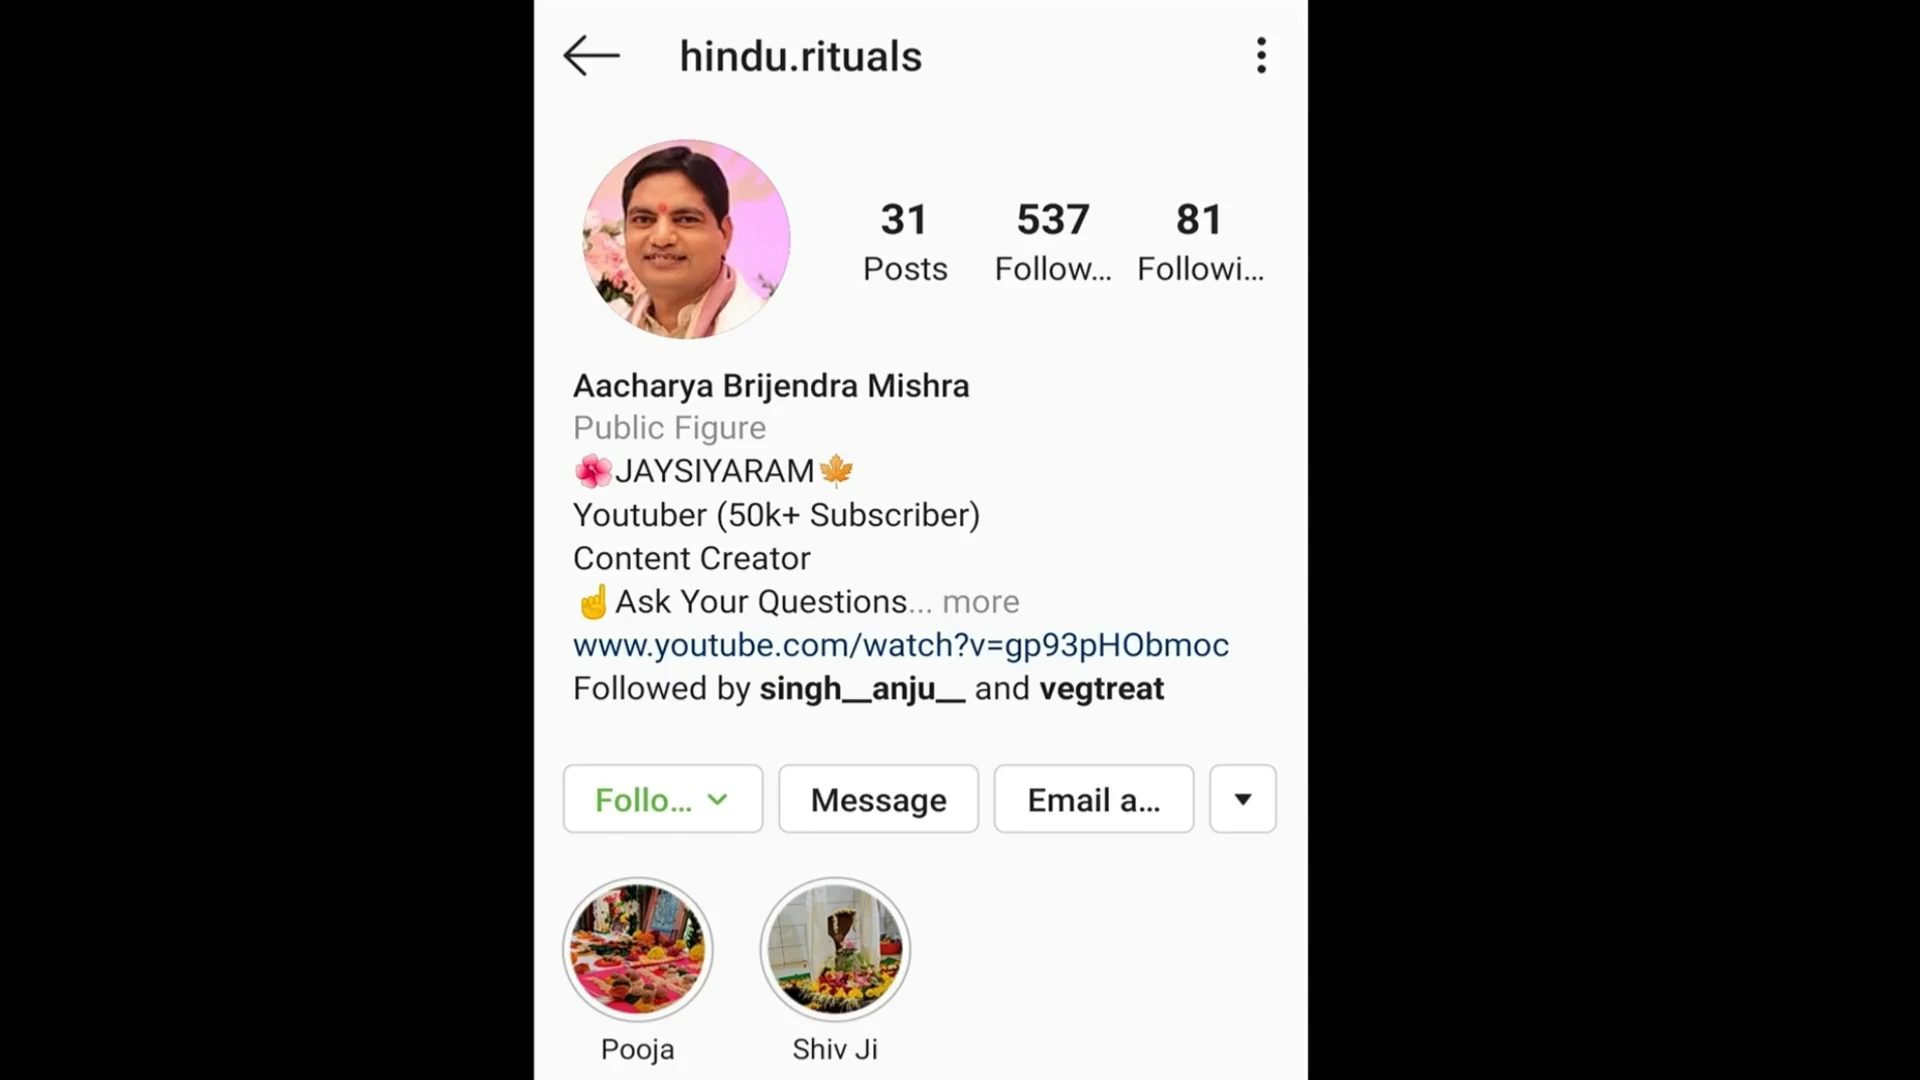 hindu.rituals
31 537 81
Posts Follow... Followi...
Aacharya Brijendra Mishra
Public Figure
🌺JAYSIYARAM🍁
Youtuber (50k+ Subscriber)
Content Creator
☝Ask Your Questions... more
www.youtube.com/watch?v=gp93pHObmoc
Followed by singh__anju__ and vegtreat
Follo... Message Email a...
Pooja Shiv Ji